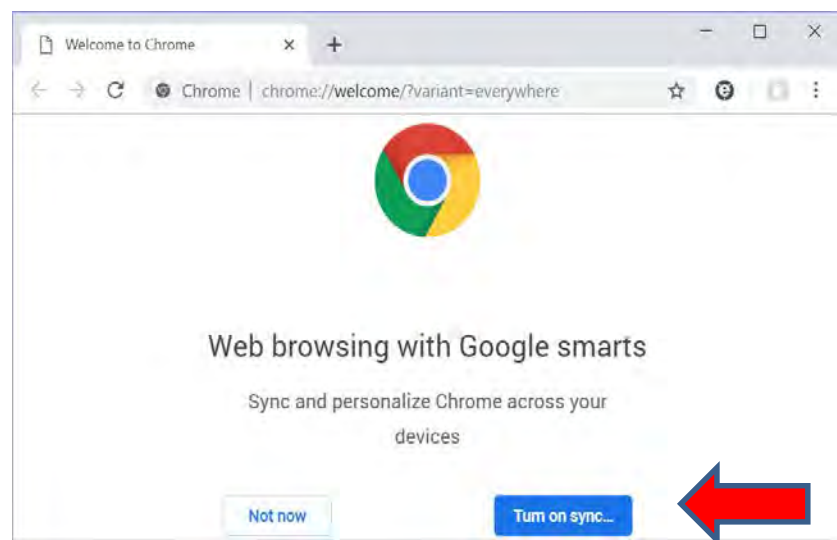 Welcome to Chrome
Chrome | chrome://welcome/?variant=everywhere
Web browsing with Google smarts
Sync and personalize Chrome across your
devices
Not now
Turn on sync...